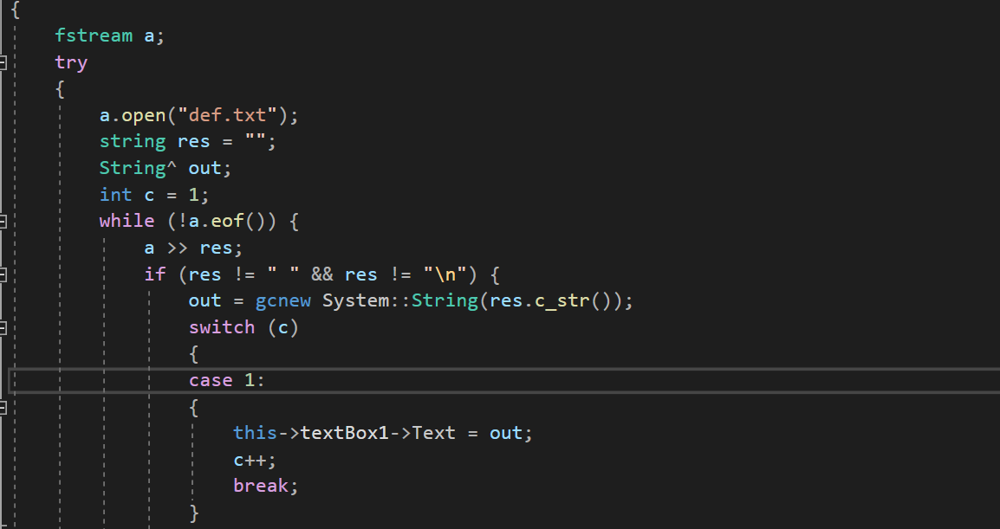 {
fstream a;
try
{
a.open("def.txt");
string res = "";
String^ out;
int c = 1;
while (!a.eof()) {
a >> res;
if (res != " " && res != "\n") {
out = gcnew System::String(res.c_str());
switch (c)
{
case 1:
{
this->textBox1->Text = out;
c++;
break;
}